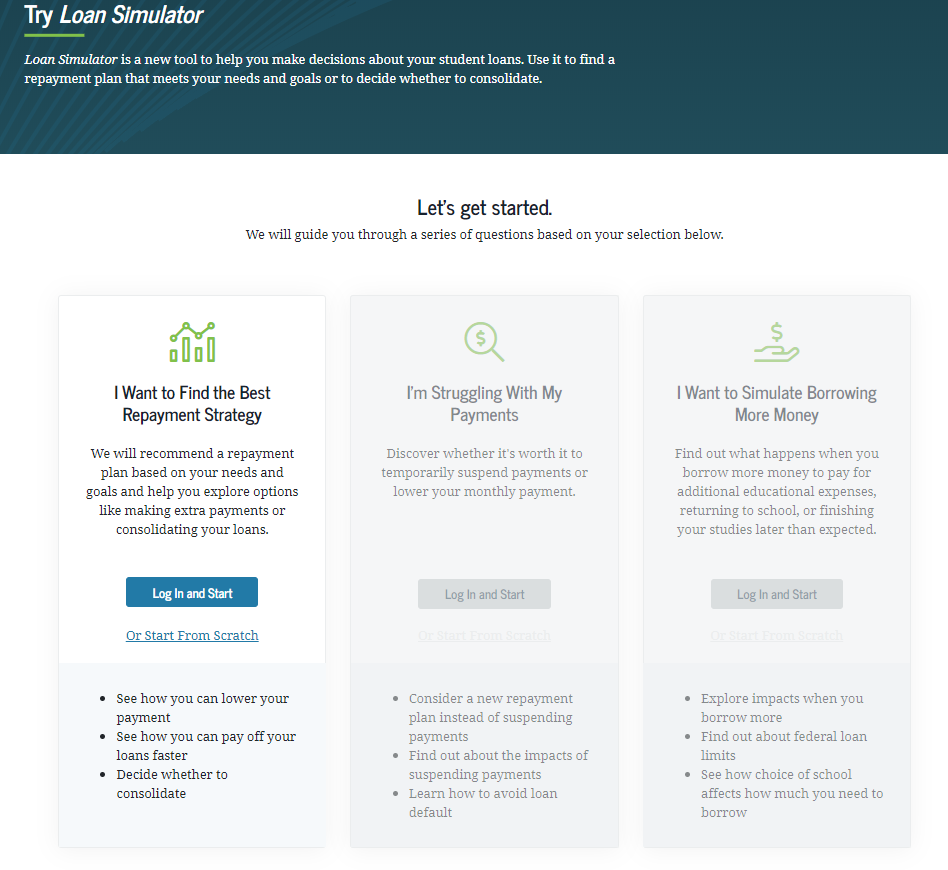 Try Loan Simulator
Loan Simulator is a new tool to help you make decisions about your student loans. Use it to find a
repayment plan that meets your needs and goals or to decide whether to consolidate.
Let's get started.
We will guide you through a series of questions based on your selection below.
I Want to Find the Best
Repayment Strategy
We will recommend a repayment
plan based on your needs and
goals and help you explore options
like making extra payments or
consolidating your loans.
Log In and Start
Or Start From Scratch
See how you can lower your
payment
See how you can pay off your
loans faster
Decide whether to
consolidate
$
I'm Struggling With My
Payments
Discover whether it's worth it to
temporarily suspend payments or
lower your monthly payment.
Log In and Start
Or Start From Scratch
Consider a new repayment
plan instead of suspending
payments
Find out about the impacts of
suspending payments
Learn how to avoid loan
default
$
I Want to Simulate Borrowing
More Money
Find out what happens when you
borrow more money to pay for
additional educational expenses,
returning to school, or finishing
your studies later than expected.
Log In and Start
Or Start From Scratch
Explore impacts when you
borrow more
Find out about federal loan
limits
See how choice of school
affects how much you need to
borrow